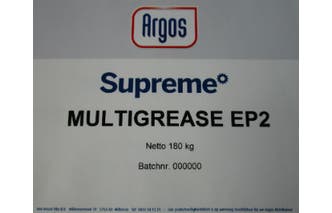 Argos
Supreme
MULTIGREASE EP2
Netto 180 kg
Batchnr. 000000